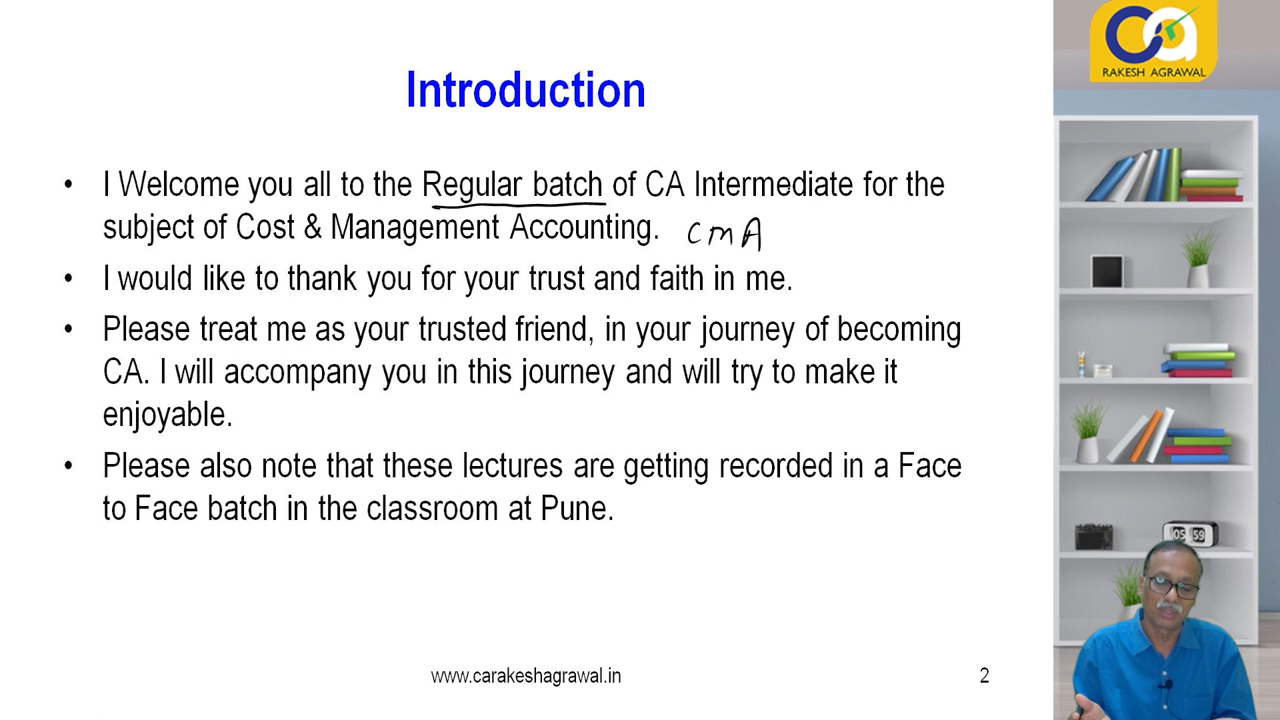 RAKESH AGRAWAL
Introduction
• I Welcome you all to the Regular batch of CA Intermediate for the
subject of Cost & Management Accounting. CMA
• I would like to thank you for your trust and faith in me.
• Please treat me as your trusted friend, in your journey of becoming
CA. I will accompany you in this journey and will try to make it
enjoyable.
• Please also note that these lectures are getting recorded in a Face
to Face batch in the classroom at Pune.
05 59
www.carakeshagrawal.in
2